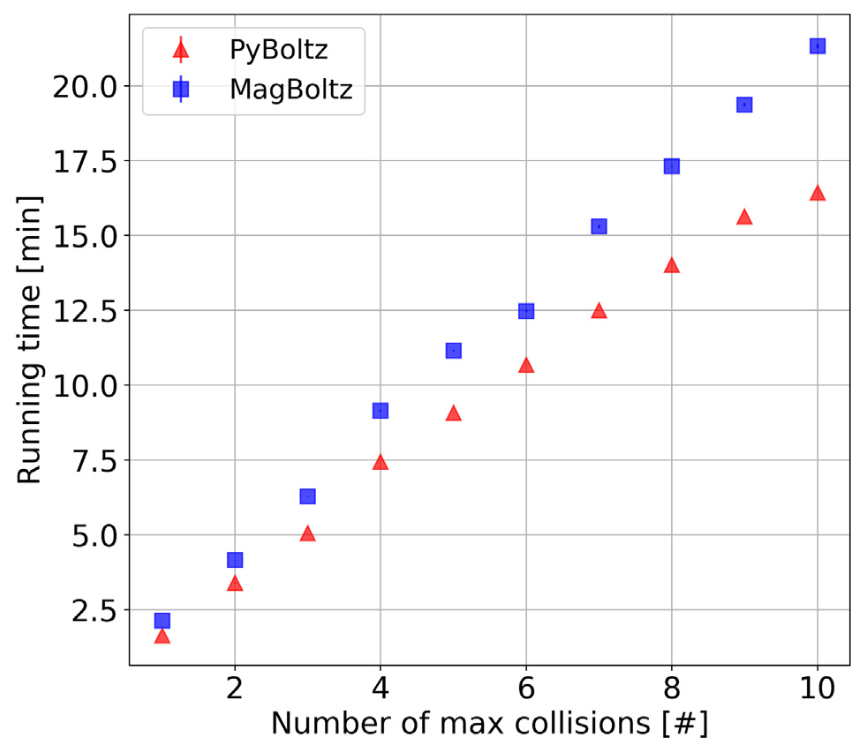 PyBoltz
MagBoltz
20.0
17.5
15.0
12.5
10.0
7.5
5.0
2.5
Running time [min]
2 4 6 8 10
Number of max collisions [#]